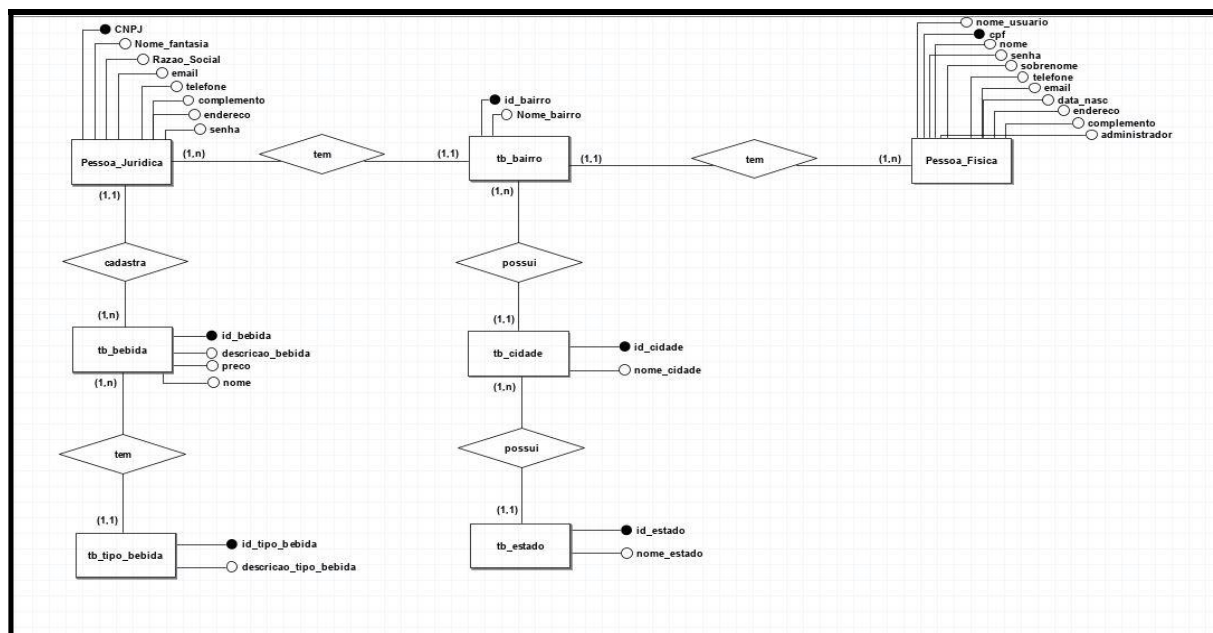 CNPJ
Nome_fantasia
Razao_Social
email
telefone
complemento
endereco
senha
Pessoa_Juridica
(1,n)
tem
(1,1)
id_bairro
Nome_bairro
tb_bairro
(1,1)
tem
(1,n)
nome_usuario
cpf
nome
senha
sobrenome
telefone
email
data_nasc
endereco
complemento
administrador
Pessoa_Fisica
(1,1)
cadastra
(1,n)
tb_bebida
id_bebida
descricao_bebida
preco
nome
(1,n)
tem
(1,1)
tb_tipo_bebida
id_tipo_bebida
descricao_tipo_bebida
(1,n)
possui
(1,1)
tb_cidade
id_cidade
nome_cidade
(1,n)
possui
(1,1)
tb_estado
id_estado
nome_estado